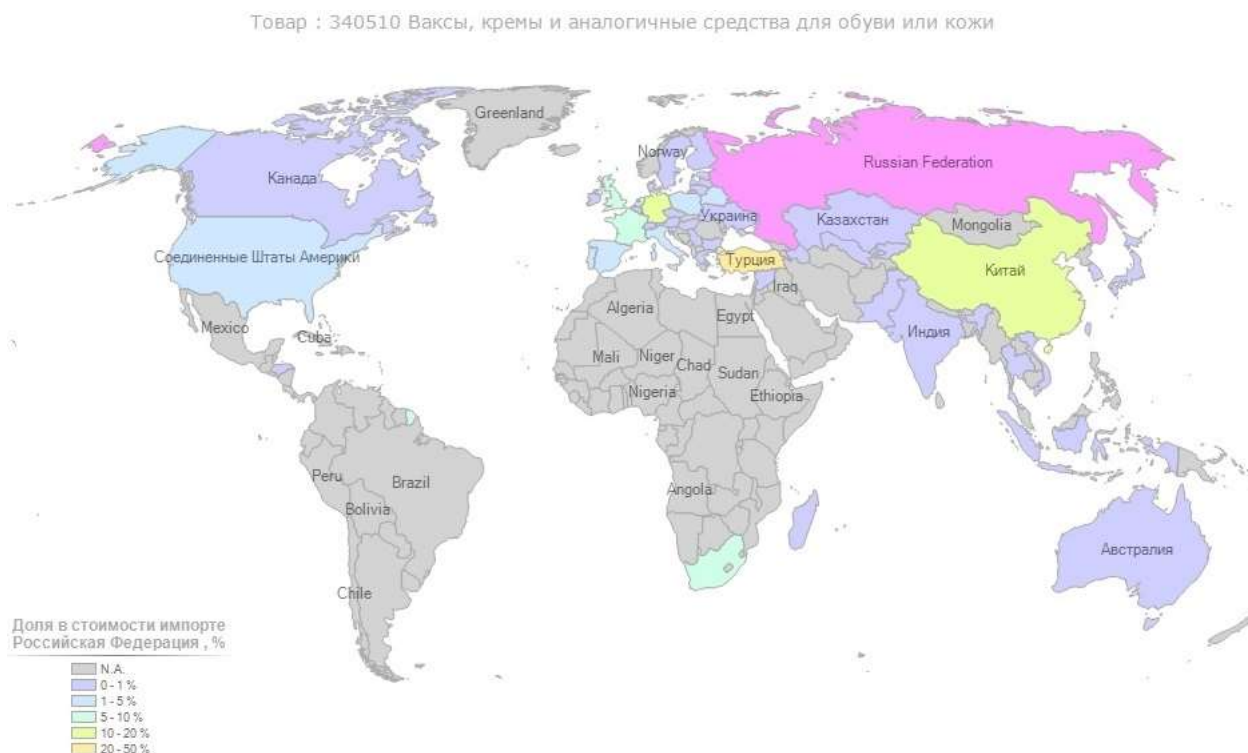 Товар : 340510 Ваксы, кремы и аналогичные средства для обуви или кожи
Greenland
Norway
Russian Federation
Канада
Украина
Казахстан
Mongolia
Соединенные Штаты Америки
Турция
Китай
Iraq
Algeria
Egypt
Mexico
Cuba
Индия
Mali
Niger
Chad
Sudan
Nigeria
Ethiopia
Peru
Brazil
Angola
Bolivia
Австралия
Chile
Доля в стоимости импорте
Российская Федерация , %
N.A.
0 - 1 %
1 - 5 %
5 - 10 %
10 - 20 %
20 - 50 %